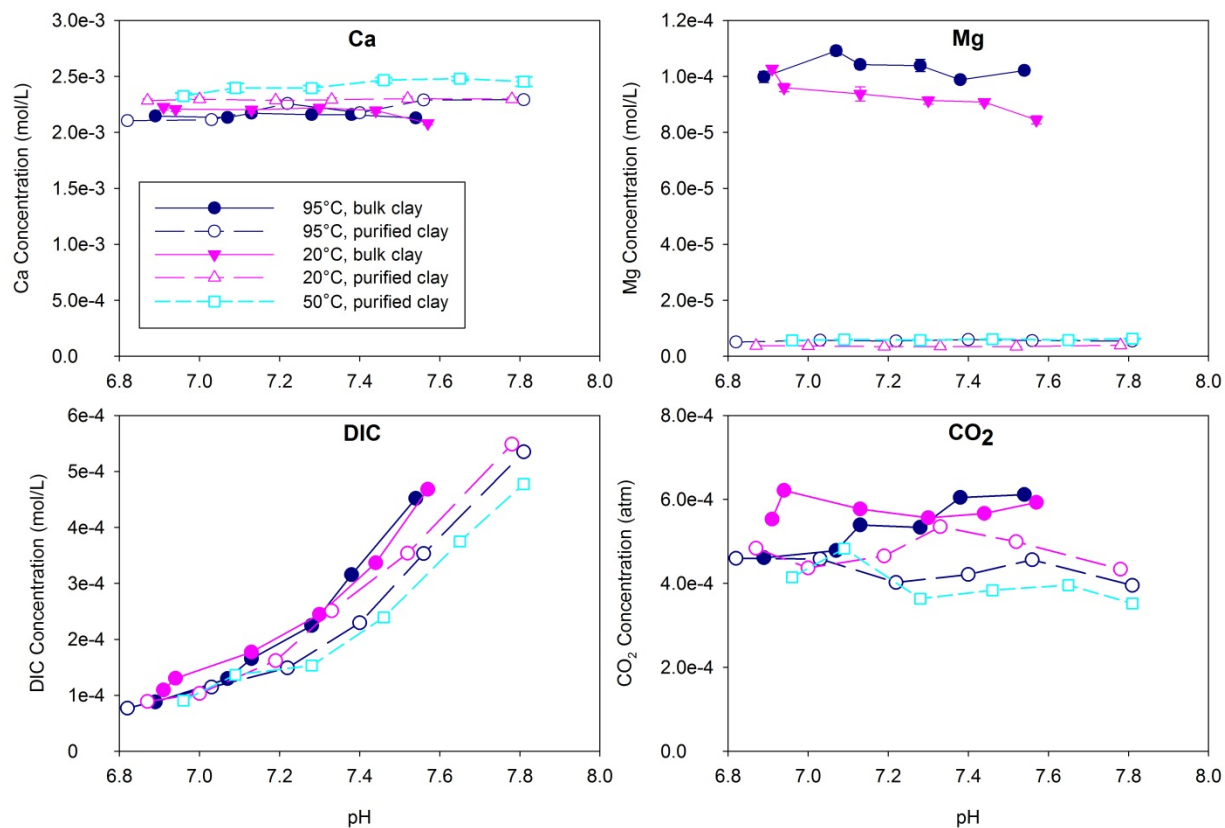 Ca
3.0e-3
2.5e-3
2.0e-3
1.5e-3
1.0e-3
5.0e-4
0.0
Ca Concentration (mol/L)
95°C, bulk clay
95°C, purified clay
20°C, bulk clay
20°C, purified clay
50°C, purified clay
6.8 7.0 7.2 7.4 7.6 7.8 8.0
Mg
1.2e-4
1.0e-4
8.0e-5
6.0e-5
4.0e-5
2.0e-5
0.0
Mg Concentration (mol/L)
6.8 7.0 7.2 7.4 7.6 7.8 8.0
DIC
6e-4
5e-4
4e-4
3e-4
2e-4
1e-4
0
DIC Concentration (mol/L)
6.8 7.0 7.2 7.4 7.6 7.8 8.0
pH
CO2
8.0e-4
6.0e-4
4.0e-4
2.0e-4
0.0
CO2 Concentration (atm)
6.8 7.0 7.2 7.4 7.6 7.8 8.0
pH